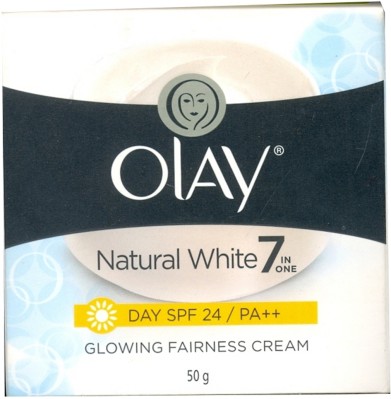 OLAY®
Natural White 7 IN ONE
DAY SPF 24 / PA++
GLOWING FAIRNESS CREAM
50 g